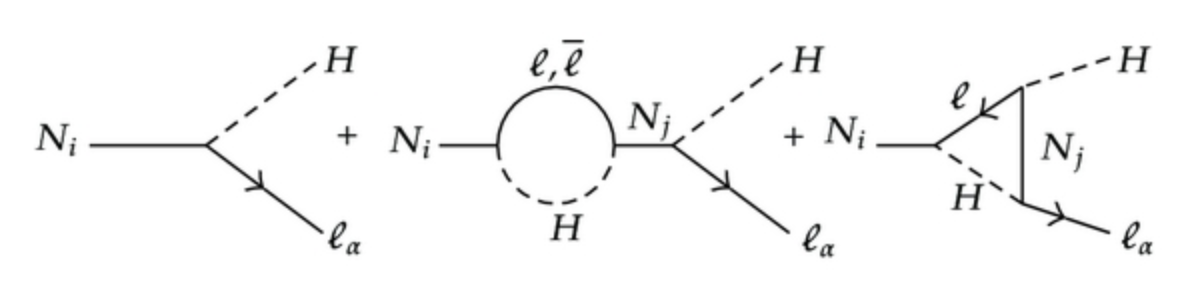 N_i H ℓ_α
+
N_i ℓ, ℓ̅ H N_j H ℓ_α
+
N_i ℓ H N_j H ℓ_α